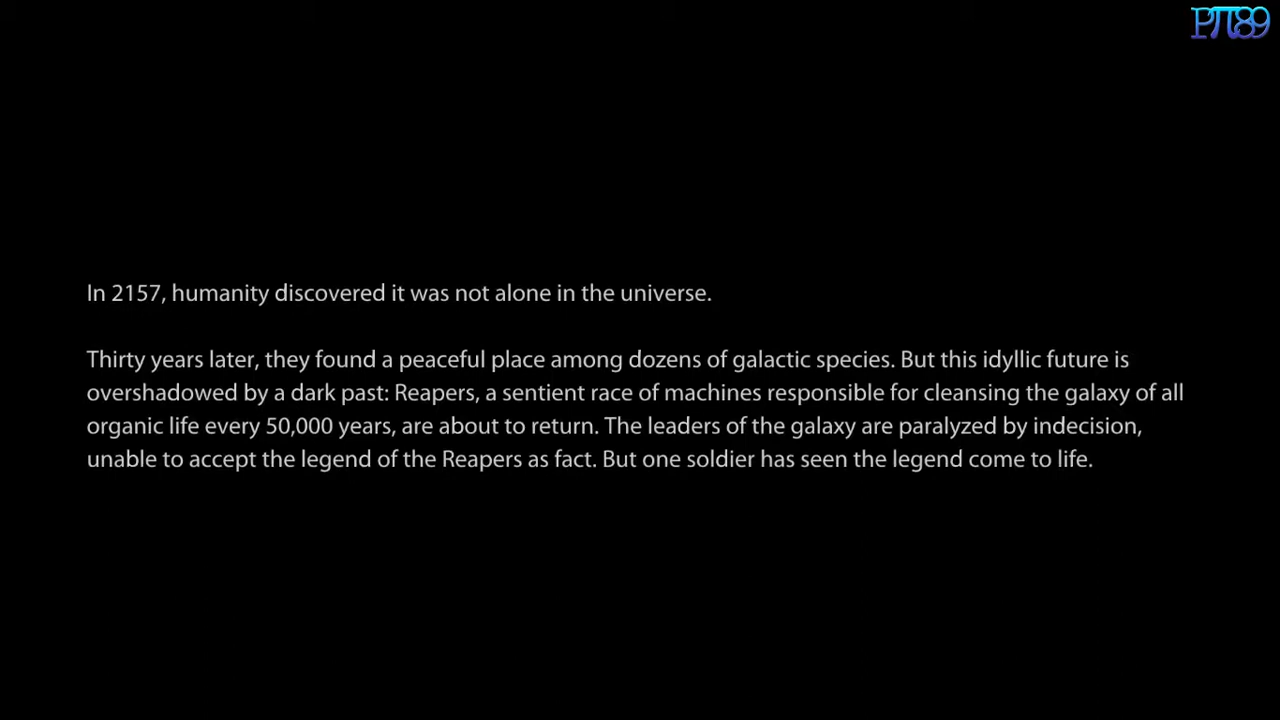 PΠ89
In 2157, humanity discovered it was not alone in the universe.
Thirty years later, they found a peaceful place among dozens of galactic species. But this idyllic future is
overshadowed by a dark past: Reapers, a sentient race of machines responsible for cleansing the galaxy of all
organic life every 50,000 years, are about to return. The leaders of the galaxy are paralyzed by indecision,
unable to accept the legend of the Reapers as fact. But one soldier has seen the legend come to life.